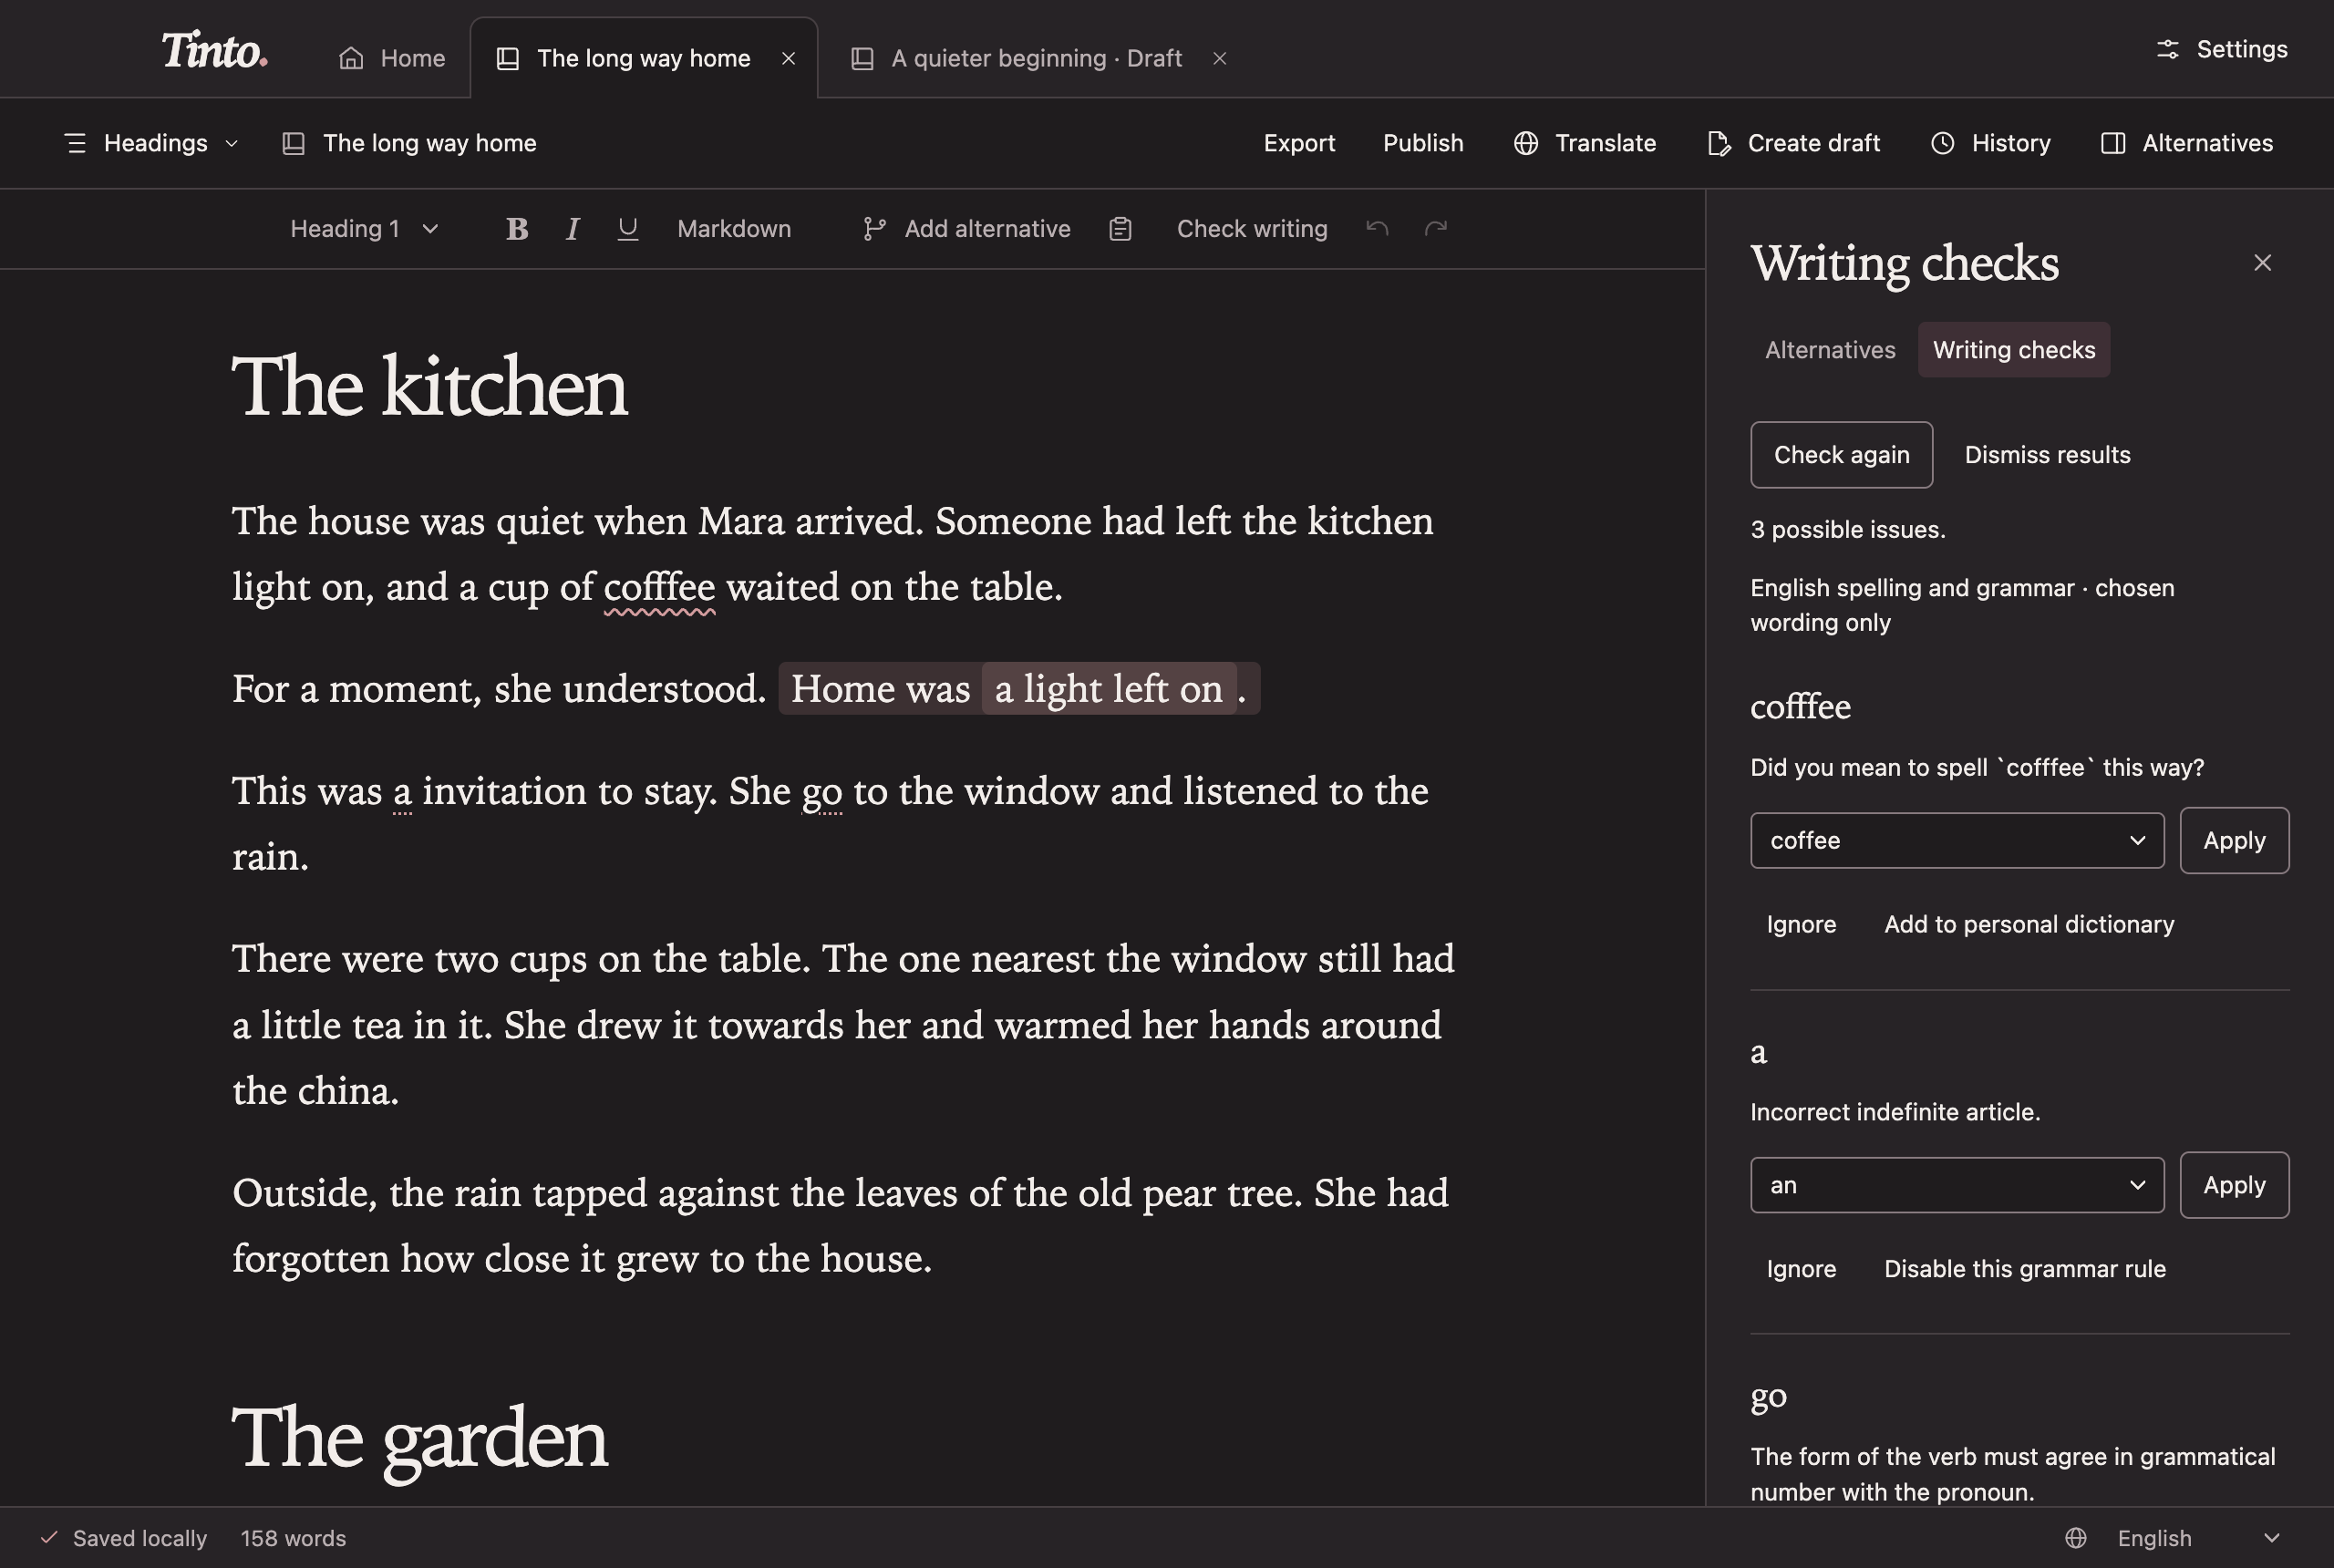 Tinto.
Home
The long way home
A quieter beginning · Draft
Settings
Headings
The long way home
Export
Publish
Translate
Create draft
History
Alternatives
Heading 1
B
I
U
Markdown
Add alternative
Check writing
The kitchen
The house was quiet when Mara arrived. Someone had left the kitchen
light on, and a cup of cofffee waited on the table.
For a moment, she understood. Home was a light left on .
This was a invitation to stay. She go to the window and listened to the
rain.
There were two cups on the table. The one nearest the window still had
a little tea in it. She drew it towards her and warmed her hands around
the china.
Outside, the rain tapped against the leaves of the old pear tree. She had
forgotten how close it grew to the house.
The garden
Writing checks
Alternatives
Writing checks
Check again
Dismiss results
3 possible issues.
English spelling and grammar · chosen
wording only
cofffee
Did you mean to spell `cofffee` this way?
coffee
Apply
Ignore
Add to personal dictionary
a
Incorrect indefinite article.
an
Apply
Ignore
Disable this grammar rule
go
The form of the verb must agree in grammatical
number with the pronoun.
Saved locally
158 words
English